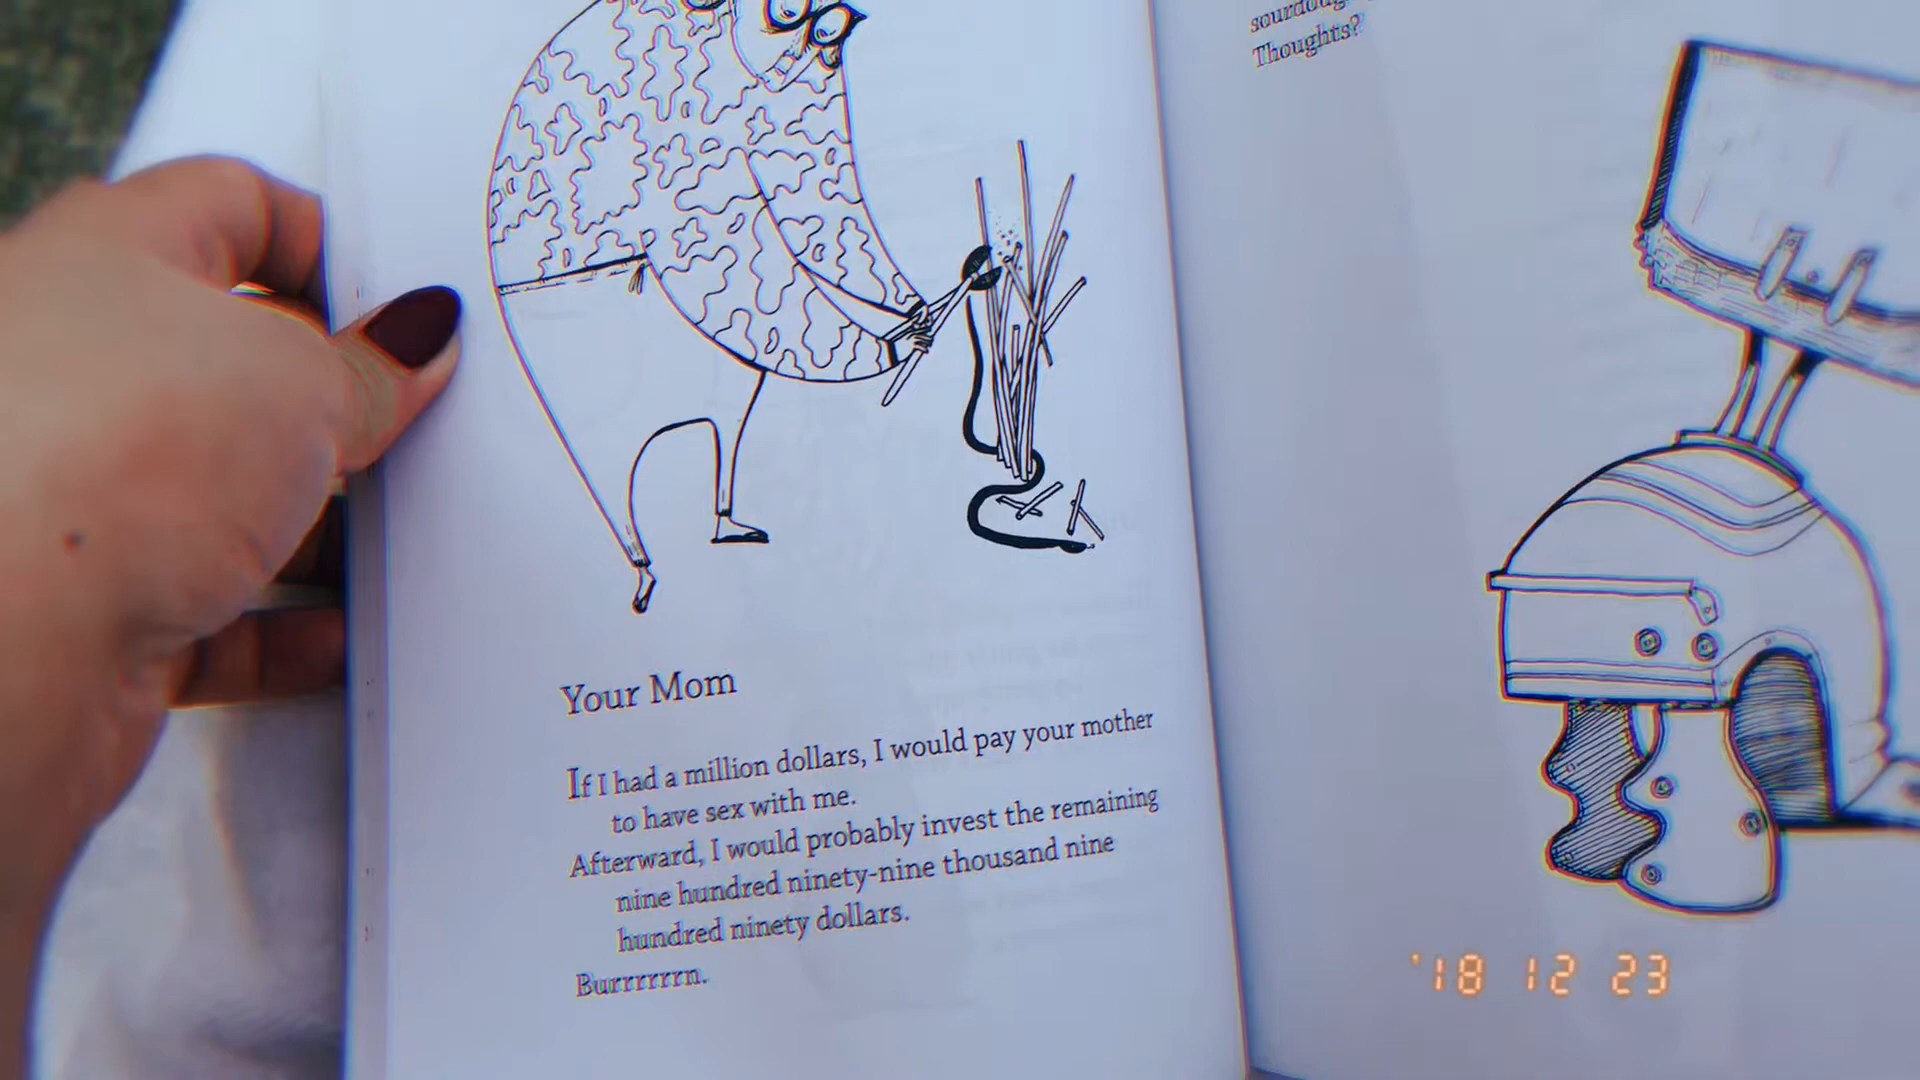 Your Mom
If I had a million dollars, I would pay your mother
to have sex with me.
Afterward, I would probably invest the remaining
nine hundred ninety-nine thousand nine
hundred ninety dollars.
Burrrrrrn.
Thoughts?
'18 12 23